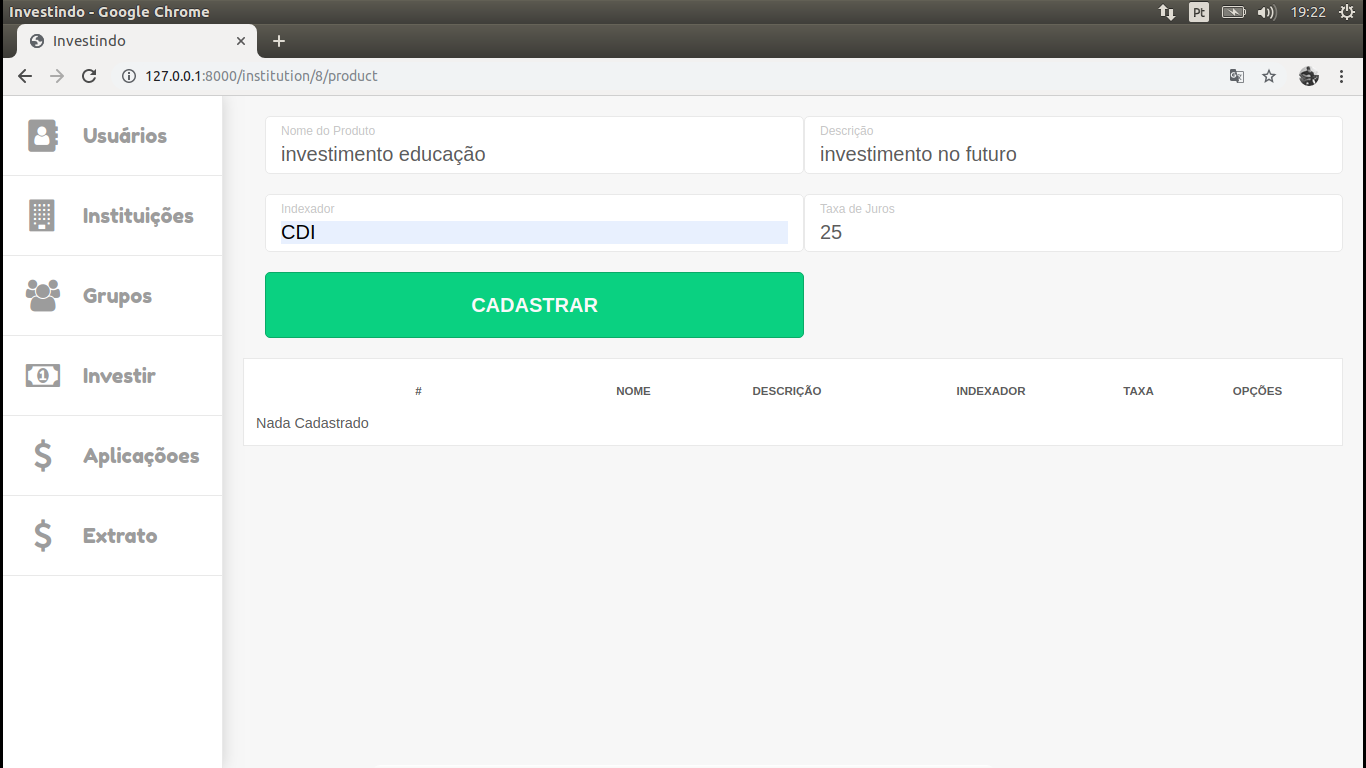 Investindo - Google Chrome
Pt
19:22
Investindo
127.0.0.1:8000/institution/8/product
Usuários
Instituições
Grupos
Investir
Aplicaçõoes
Extrato
Nome do Produto
investimento educação
Descrição
investimento no futuro
Indexador
CDI
Taxa de Juros
25
CADASTRAR
# NOME DESCRIÇÃO INDEXADOR TAXA OPÇÕES
Nada Cadastrado